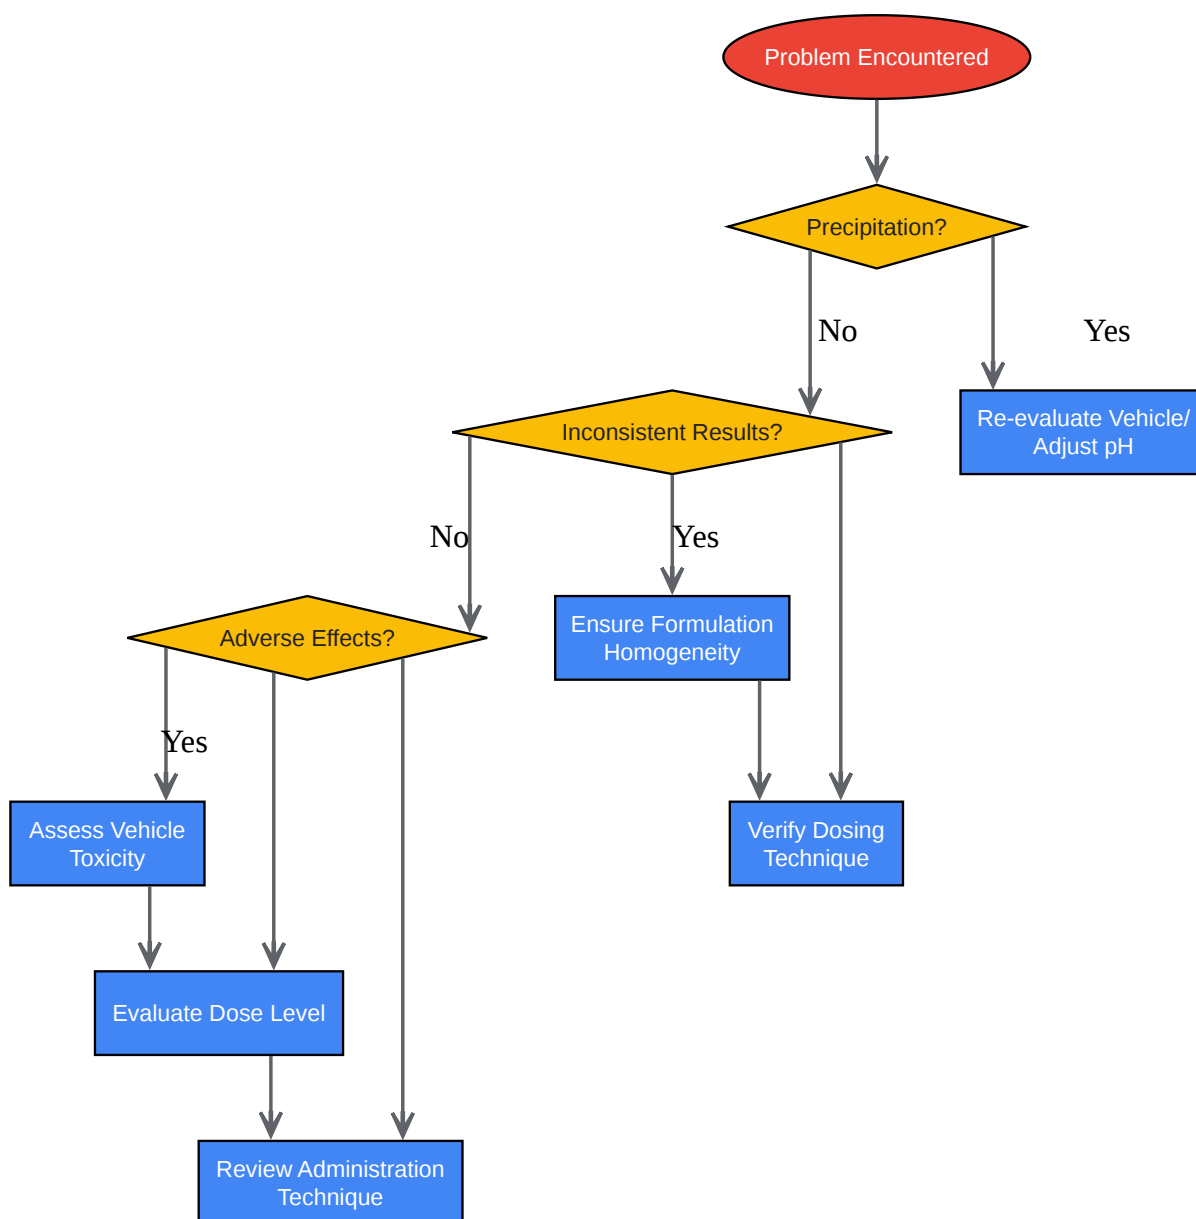 Problem Encountered
Precipitation?
No
Yes
Re-evaluate Vehicle/
Adjust pH
Inconsistent Results?
No
Yes
Ensure Formulation
Homogeneity
Adverse Effects?
Yes
Assess Vehicle
Toxicity
Verify Dosing
Technique
Evaluate Dose Level
Review Administration
Technique